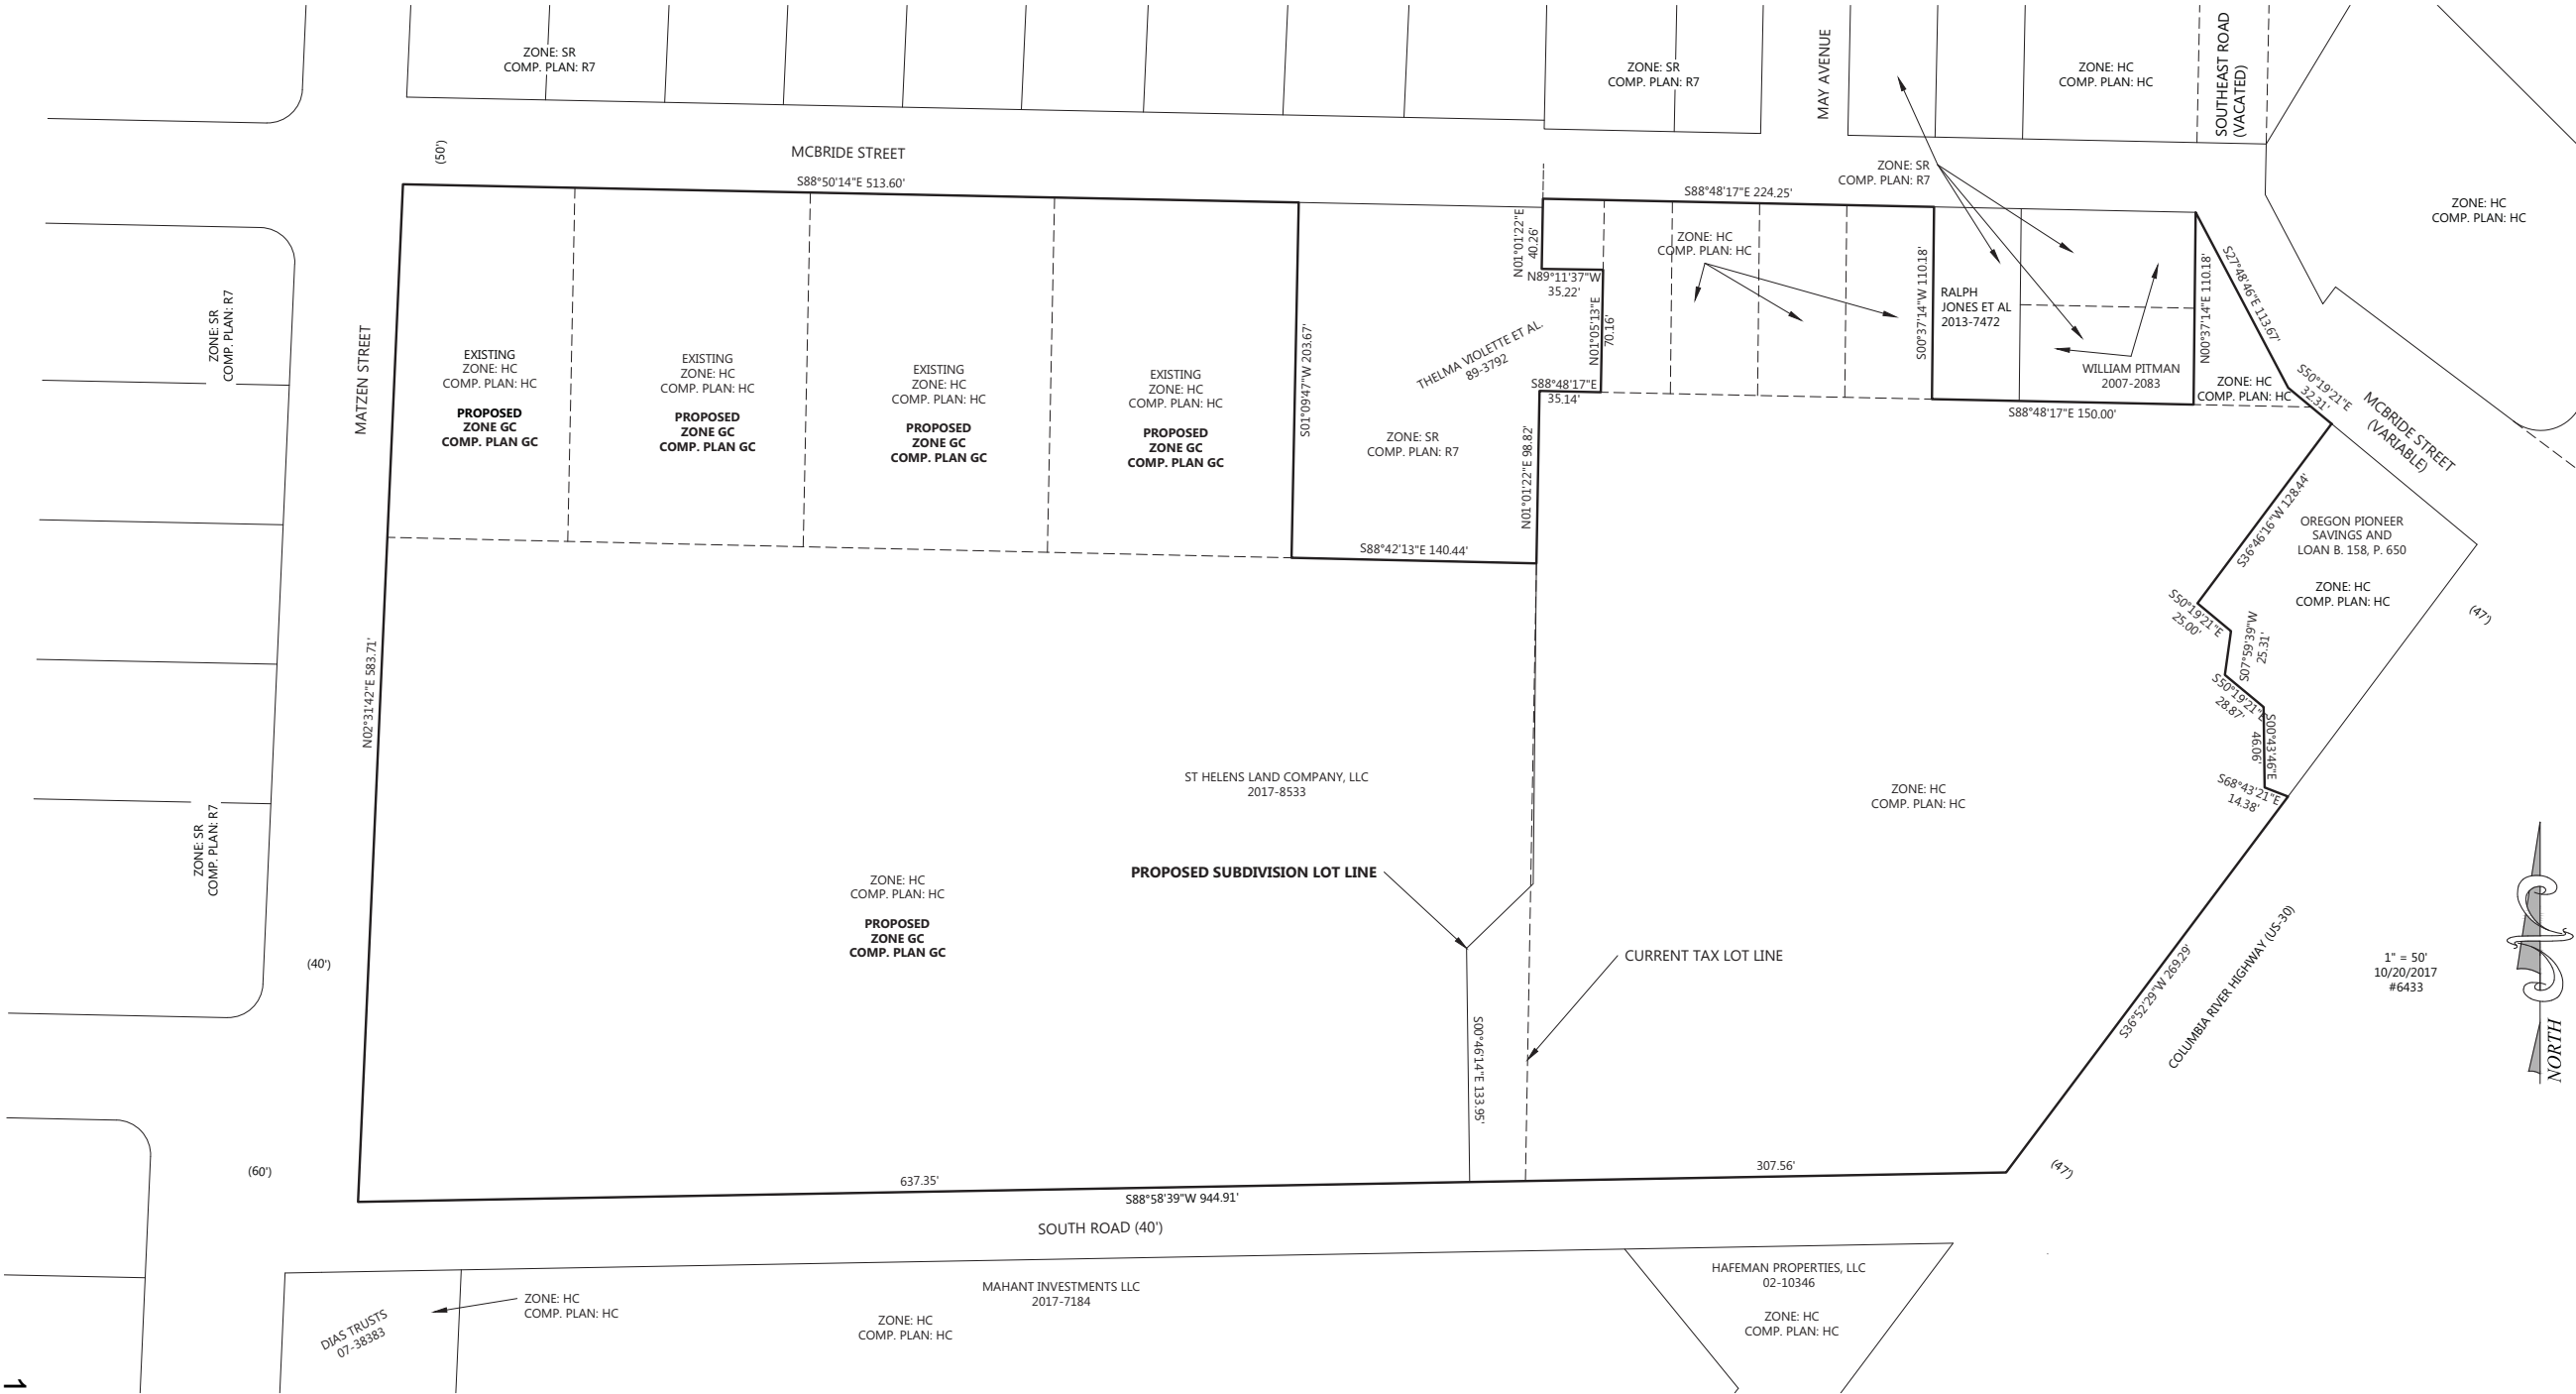 ZONE: SR
COMP. PLAN: R7
ZONE: SR
COMP. PLAN: R7
MAY AVENUE
ZONE: HC
COMP. PLAN: HC
SOUTHEAST ROAD
(VACATED)
(50')
MCBRIDE STREET
S88°50'14"E 513.60'
ZONE: SR
COMP. PLAN: R7
S88°48'17"E 224.25'
ZONE: HC
COMP. PLAN: HC
N01°01'22"E
40.26'
N89°11'37"W
35.22'
N01°05'13"E
70.16'
S88°48'17"E
35.14'
N01°01'22"E 98.82'
ZONE: HC
COMP. PLAN: HC
S00°37'14"W 110.18'
RALPH
JONES ET AL
2013-7472
WILLIAM PITMAN
2007-2083
N00°37'14"E 110.18'
S88°48'17"E 150.00'
S27°48'46"E 113.67'
ZONE: HC
COMP. PLAN: HC
S50°19'21"E
32.31'
MCBRIDE STREET
(VARIABLE)
ZONE: SR
COMP. PLAN: R7
MATZEN STREET
EXISTING
ZONE: HC
COMP. PLAN: HC
PROPOSED
ZONE GC
COMP. PLAN GC
EXISTING
ZONE: HC
COMP. PLAN: HC
PROPOSED
ZONE GC
COMP. PLAN GC
EXISTING
ZONE: HC
COMP. PLAN: HC
PROPOSED
ZONE GC
COMP. PLAN GC
EXISTING
ZONE: HC
COMP. PLAN: HC
PROPOSED
ZONE GC
COMP. PLAN GC
S01°09'47"W 203.67'
THELMA VIOLETTE ET AL.
89-3792
ZONE: SR
COMP. PLAN: R7
S88°42'13"E 140.44'
S36°46'16"W 128.44'
OREGON PIONEER
SAVINGS AND
LOAN B. 158, P. 650
ZONE: HC
COMP. PLAN: HC
(47')
S50°19'21"E
25.00'
S07°59'39"W
25.31'
S50°19'21"E
28.87'
S00°43'46"E
46.06'
S68°43'21"E
14.38'
N02°31'42"E 583.71'
ST HELENS LAND COMPANY, LLC
2017-8533
ZONE: HC
COMP. PLAN: HC
ZONE: SR
COMP. PLAN: R7
PROPOSED SUBDIVISION LOT LINE
ZONE: HC
COMP. PLAN: HC
PROPOSED
ZONE GC
COMP. PLAN GC
CURRENT TAX LOT LINE
(40')
S00°46'14"E 133.95'
S36°52'29"W 269.29'
COLUMBIA RIVER HIGHWAY (US-30)
1" = 50'
10/20/2017
#6433
NORTH
(60')
637.35'
307.56'
(47')
S88°58'39"W 944.91'
SOUTH ROAD (40')
DIAS TRUSTS
07-38383
ZONE: HC
COMP. PLAN: HC
MAHANT INVESTMENTS LLC
2017-7184
ZONE: HC
COMP. PLAN: HC
HAFEMAN PROPERTIES, LLC
02-10346
ZONE: HC
COMP. PLAN: HC
1